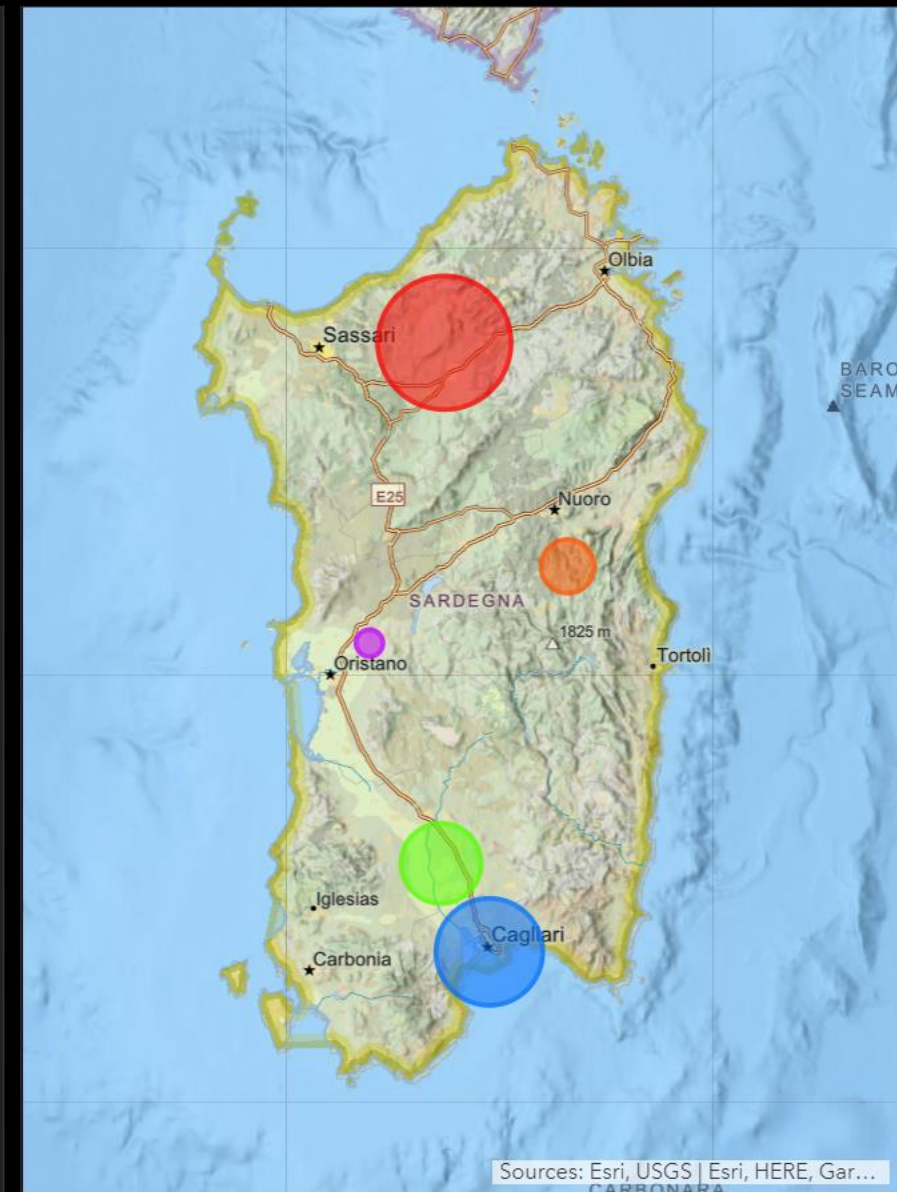 Olbia
Sassari
BARO
SEAM
E25
Nuoro
SARDEGNA
1825 m
Oristano
Tortolì
Iglesias
Cagliari
Carbonia
Sources: Esri, USGS | Esri, HERE, Gar...
CARBONARA